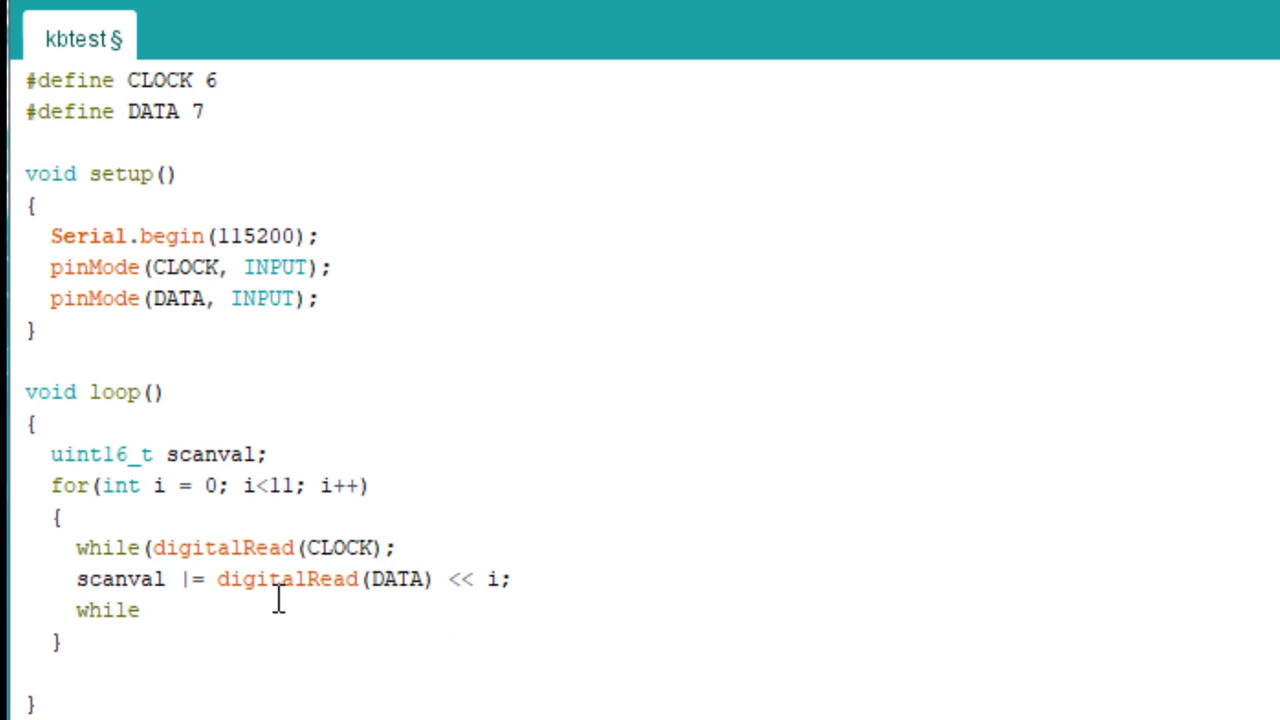 kbtest §
#define CLOCK 6
#define DATA 7
void setup()
{
Serial.begin(115200);
pinMode(CLOCK, INPUT);
pinMode(DATA, INPUT);
}
void loop()
{
uint16_t scanval;
for(int i = 0; i<11; i++)
{
while(digitalRead(CLOCK);
scanval |= digitalRead(DATA) << i;
while
}
}